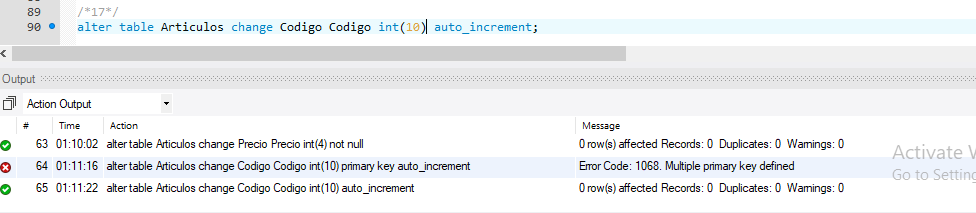 89 /*17*/
90 alter table Articulos change Codigo Codigo int(10) auto_increment;
Output
Action Output
# Time Action Message
63 01:10:02 alter table Articulos change Precio Precio int(4) not null 0 row(s) affected Records: 0 Duplicates: 0 Warnings: 0
64 01:11:16 alter table Articulos change Codigo Codigo int(10) primary key auto_increment Error Code: 1068. Multiple primary key defined
65 01:11:22 alter table Articulos change Codigo Codigo int(10) auto_increment 0 row(s) affected Records: 0 Duplicates: 0 Warnings: 0
Activate
Go to